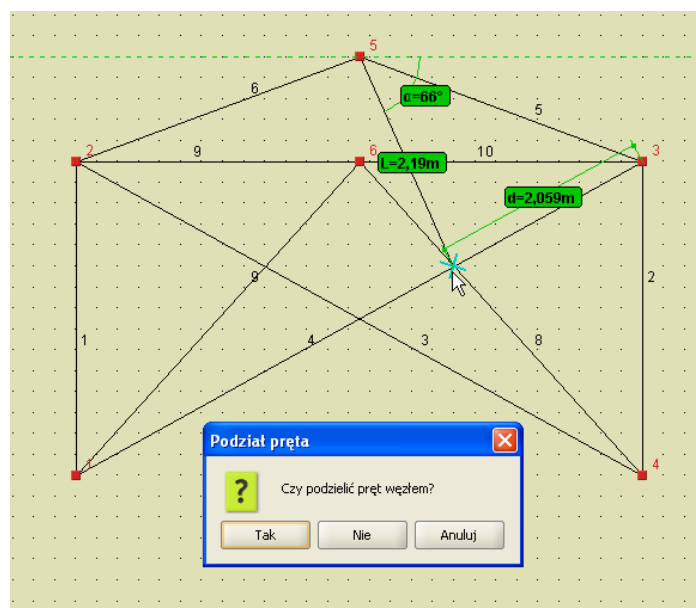 5
6
α=66°
5
2
9
6
L=2,19m
10
3
d=2,059m
9
2
1
4
3
8
1
4
Podział pręta
?
Czy podzielić pręt węzłem?
Tak
Nie
Anuluj